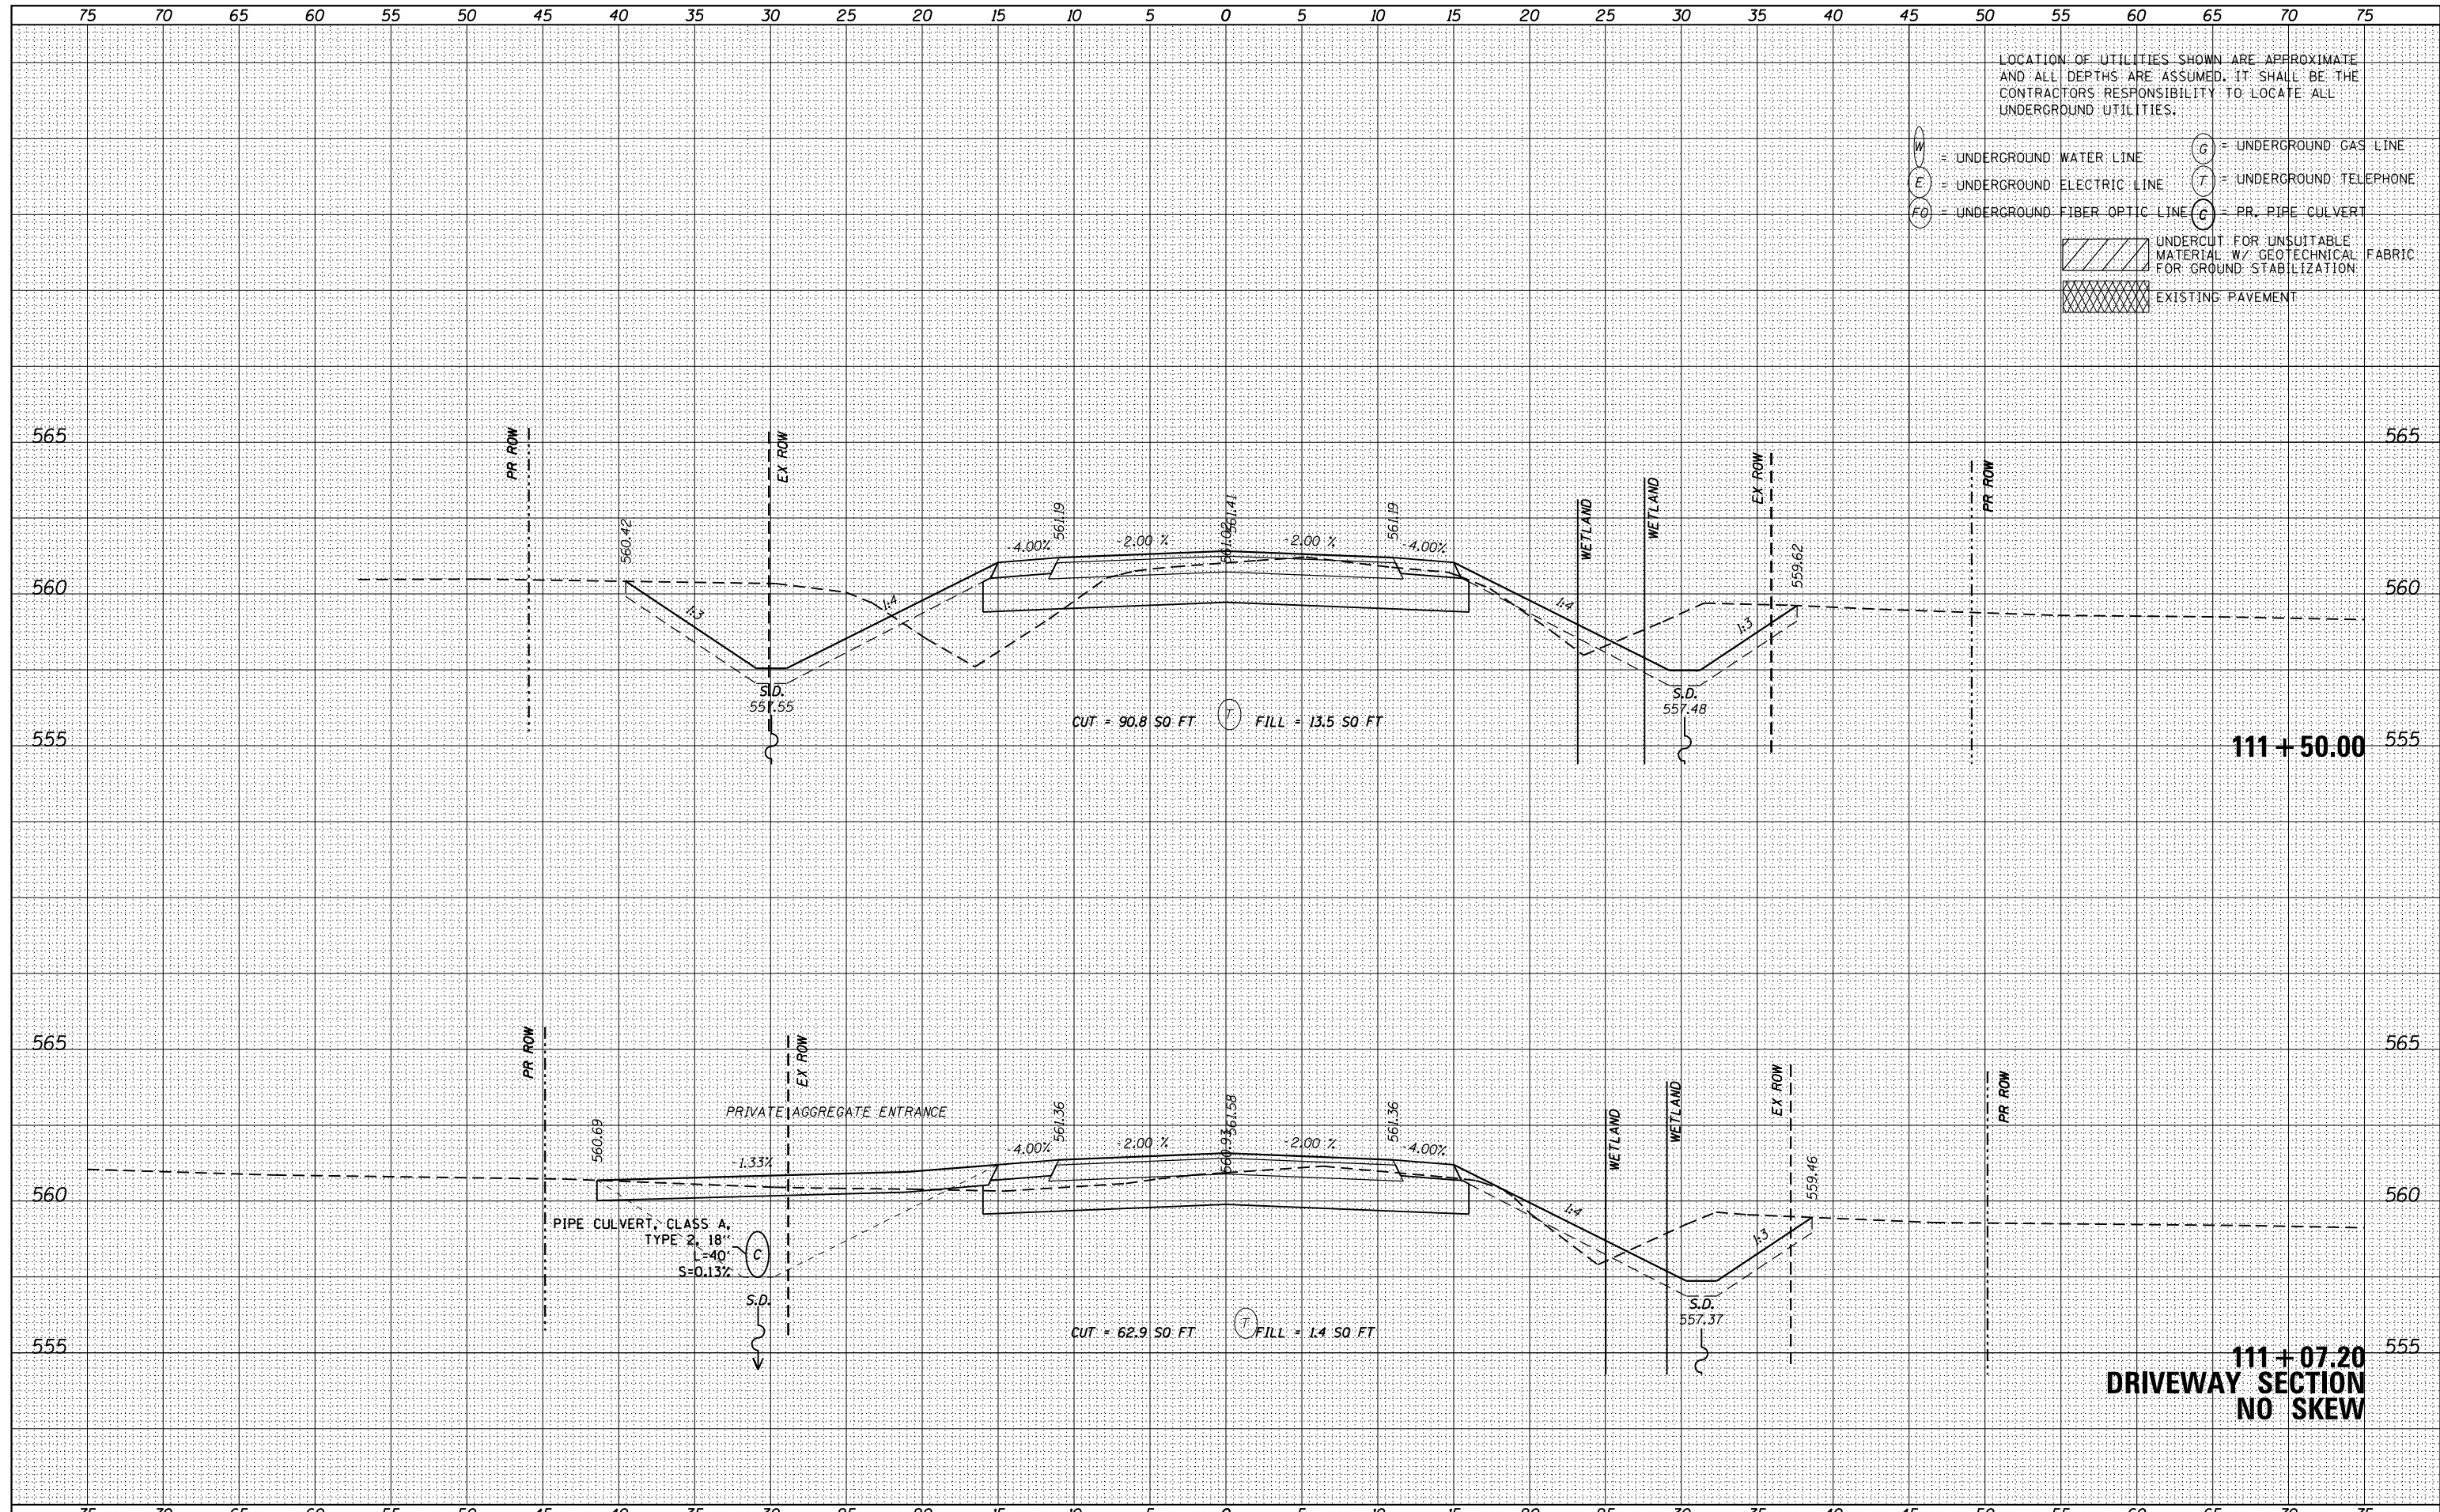 75 70 65 60 55 50 45 40 35 30 25 20 15 10 5 0 5 10 15 20 25 30 35 40 45 50 55 60 65 70 75
LOCATION OF UTILITIES SHOWN ARE APPROXIMATE
AND ALL DEPTHS ARE ASSUMED. IT SHALL BE THE
CONTRACTORS RESPONSIBILITY TO LOCATE ALL
UNDERGROUND UTILITIES.
W = UNDERGROUND WATER LINE
G = UNDERGROUND GAS LINE
E = UNDERGROUND ELECTRIC LINE
T = UNDERGROUND TELEPHONE
FO = UNDERGROUND FIBER OPTIC LINE
C = PR. PIPE CULVERT
UNDERCUT FOR UNSUITABLE
MATERIAL W/ GEOTECHNICAL FABRIC
FOR GROUND STABILIZATION
EXISTING PAVEMENT
565
565
PR ROW
EX ROW
WETLAND
WETLAND
EX ROW
PR ROW
560.42
-4.00%
561.19
-2.00 %
561.02
561.41
-2.00 %
561.19
-4.00%
559.62
560
560
1:3
1:4
1:4
1:3
S.D.
557.55
S.D.
557.48
CUT = 90.8 SQ FT
T
FILL = 13.5 SQ FT
555
111+50.00
555
565
565
PR ROW
EX ROW
WETLAND
WETLAND
EX ROW
PR ROW
PRIVATE AGGREGATE ENTRANCE
560.69
-1.33%
-4.00%
561.36
-2.00 %
560.93
561.58
-2.00 %
561.36
-4.00%
559.46
560
560
1:4
1:3
PIPE CULVERT, CLASS A,
TYPE 2, 18''
L=40'
S=0.13%
C
S.D.
S.D.
557.37
CUT = 62.9 SQ FT
T
FILL = 1.4 SQ FT
555
555
111+07.20
DRIVEWAY SECTION
NO SKEW
75 70 65 60 55 50 45 40 35 30 25 20 15 10 5 0 5 10 15 20 25 30 35 40 45 50 55 60 65 70 75